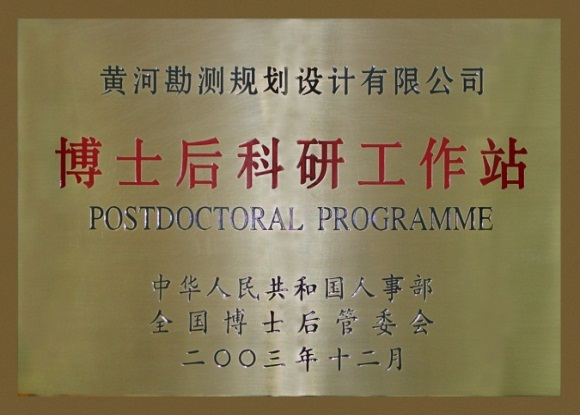 黄河勘测规划设计有限公司
博士后科研工作站
POSTDOCTORAL PROGRAMME
中华人民共和国人事部
全国博士后管委会
二〇〇三年十二月